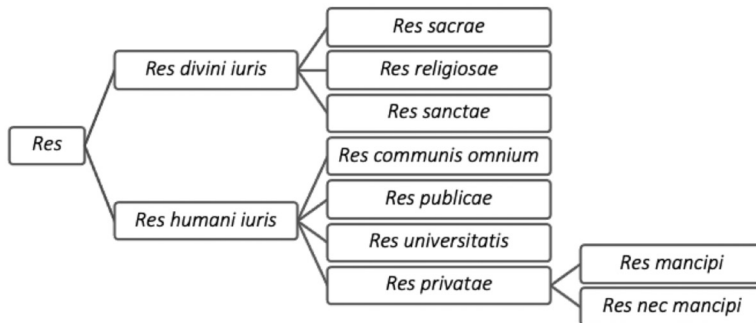 Res
Res divini iuris
Res sacrae
Res religiosae
Res sanctae
Res humani iuris
Res communis omnium
Res publicae
Res universitatis
Res privatae
Res mancipi
Res nec mancipi